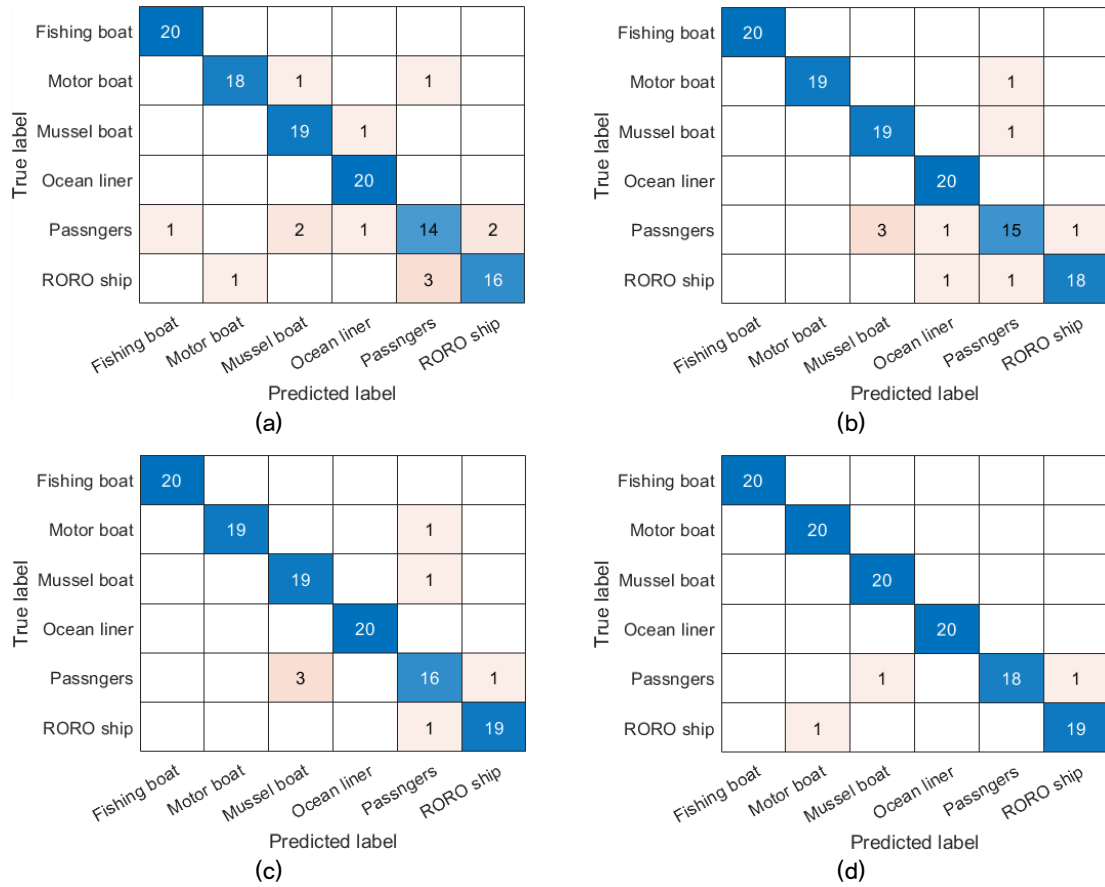 Fishing boat 20
Motor boat 18 1 1
Mussel boat 19 1
Ocean liner 20
Passngers 1 2 1 14 2
RORO ship 1 3 16
True label
Fishing boat Motor boat Mussel boat Ocean liner Passngers RORO ship
Predicted label
(a)
Fishing boat 20
Motor boat 19 1
Mussel boat 19 1
Ocean liner 20
Passngers 3 1 15 1
RORO ship 1 1 18
True label
Fishing boat Motor boat Mussel boat Ocean liner Passngers RORO ship
Predicted label
(b)
Fishing boat 20
Motor boat 19 1
Mussel boat 19 1
Ocean liner 20
Passngers 3 16 1
RORO ship 1 19
True label
Fishing boat Motor boat Mussel boat Ocean liner Passngers RORO ship
Predicted label
(c)
Fishing boat 20
Motor boat 20
Mussel boat 20
Ocean liner 20
Passngers 1 18 1
RORO ship 1 19
True label
Fishing boat Motor boat Mussel boat Ocean liner Passngers RORO ship
Predicted label
(d)